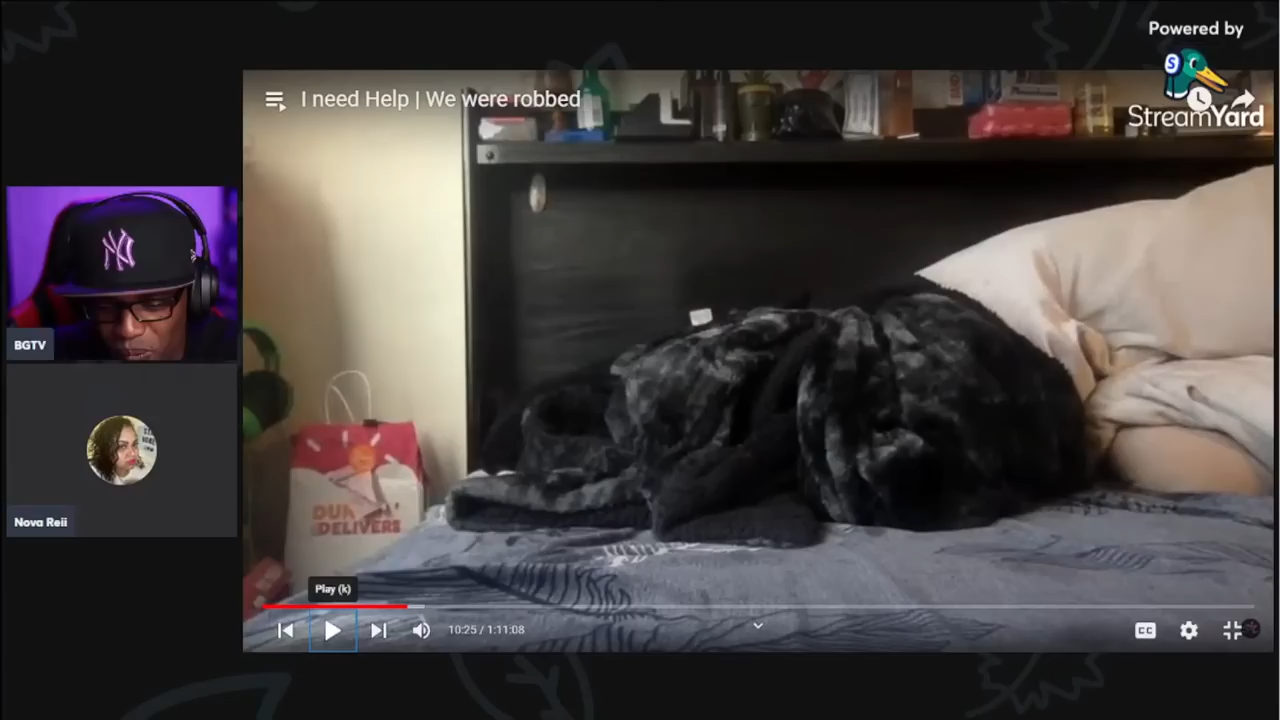 Powered by
S
StreamYard
I need Help | We were robbed
NY
BGTV
Nova Reii
DELIVERS
Play (k)
10:25 / 1:11:08
CC